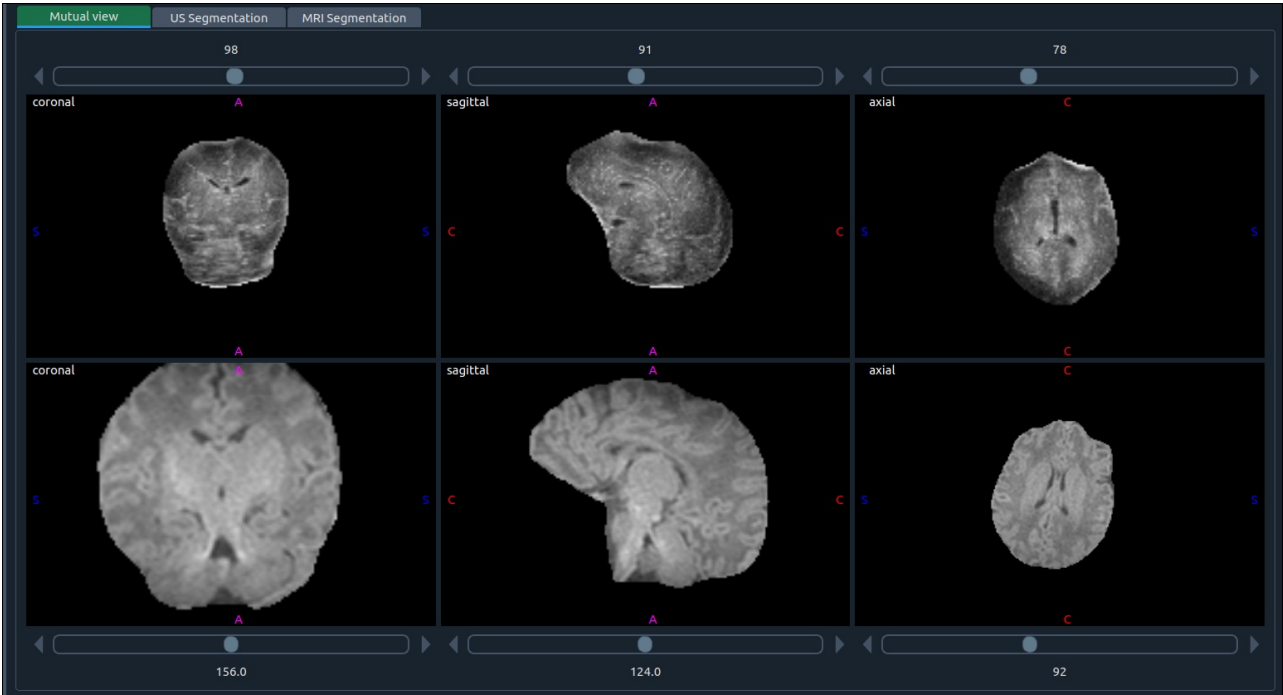 Mutual view US Segmentation MRI Segmentation
98 91 78
coronal A sagittal A axial C
S S C C S S
A A C
coronal A sagittal A axial C
S S C C S S
A A C
156.0 124.0 92